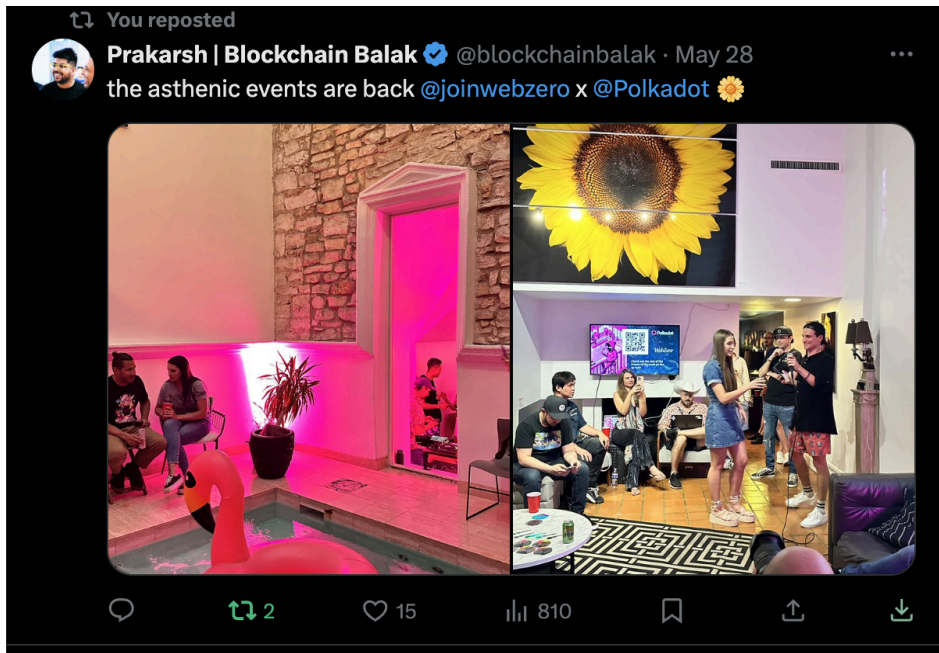 You reposted
Prakarsh | Blockchain Balak @blockchainbalak · May 28
the asthenic events are back @joinwebzero x @Polkadot 🌼
Polkadot
2
15
810